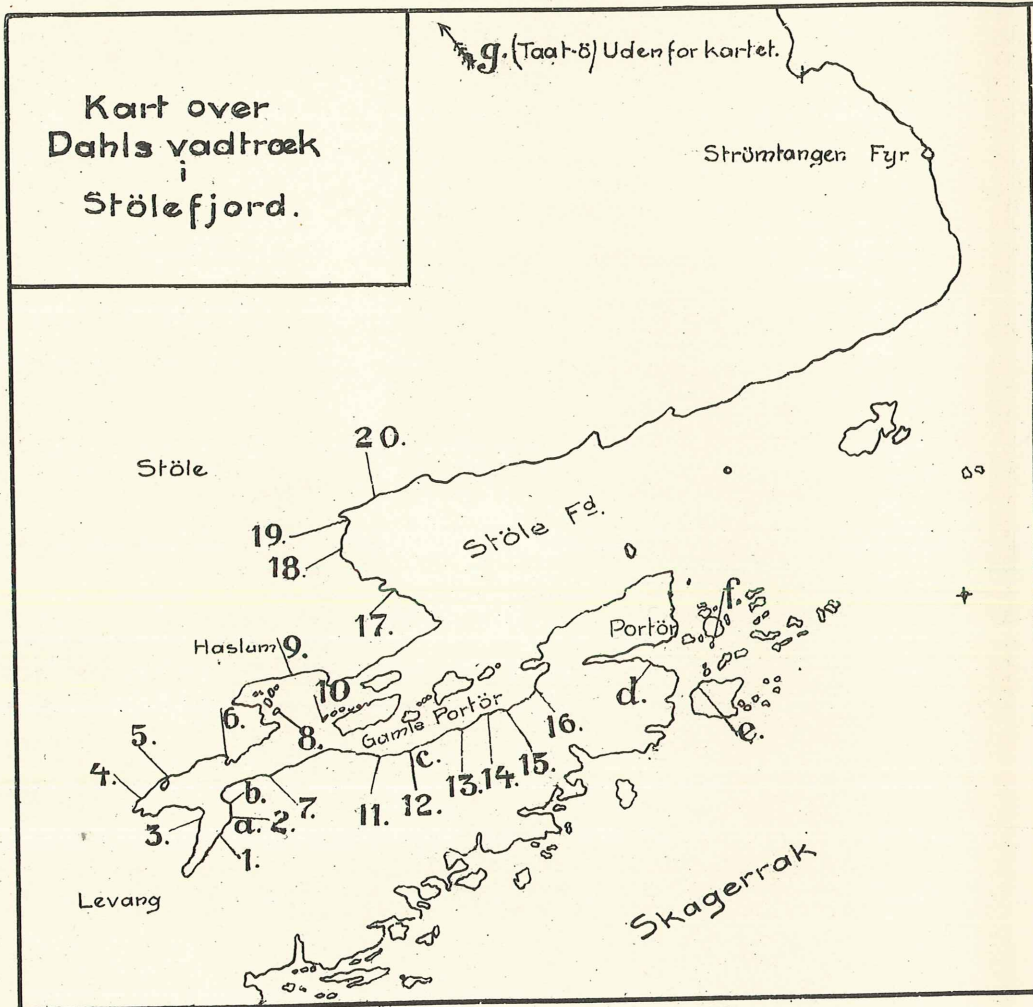 Kart over
Dahls vadtræk
i
Stölefjord.
g. (Taat-ö) Uden for kartet.
Strömtangen Fyr
20.
Stöle
19.
Stöle Fd.
18.
17.
f.
Portör
Haslum 9.
10
d.
6.
8.
Gamle Portör
16.
e.
5.
c.
15.
4.
b.
7.
11.
12.
13.
14.
3.
a. 2.
1.
Levang
Skagerrak